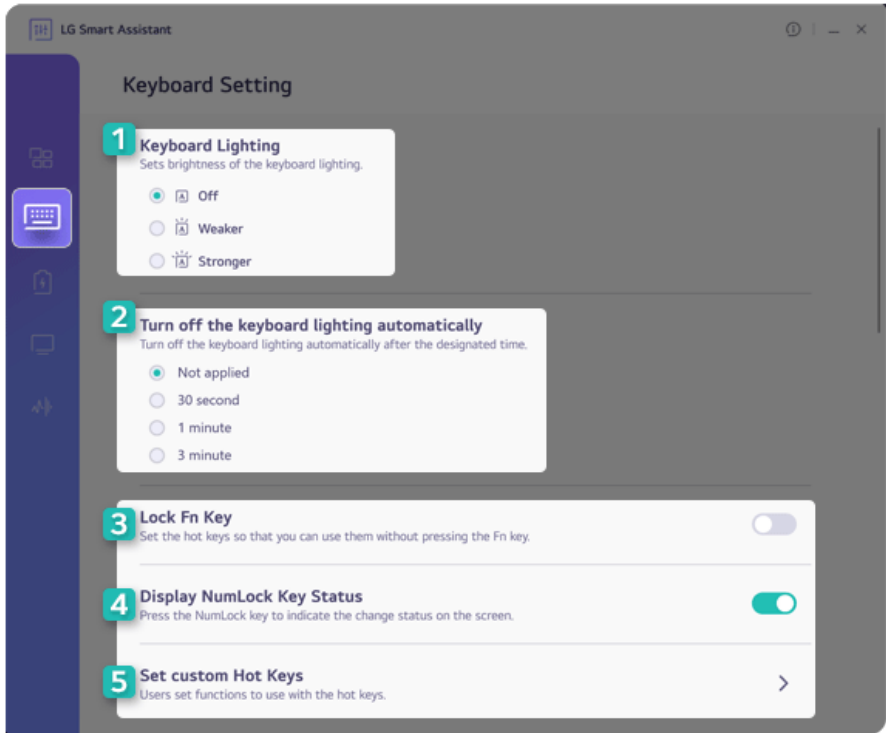 LG Smart Assistant
Keyboard Setting
1
Keyboard Lighting
Sets brightness of the keyboard lighting.
A Off
A Weaker
A Stronger
2
Turn off the keyboard lighting automatically
Turn off the keyboard lighting automatically after the designated time.
Not applied
30 second
1 minute
3 minute
3
Lock Fn Key
Set the hot keys so that you can use them without pressing the Fn key.
4
Display NumLock Key Status
Press the NumLock key to indicate the change status on the screen.
5
Set custom Hot Keys
Users set functions to use with the hot keys.